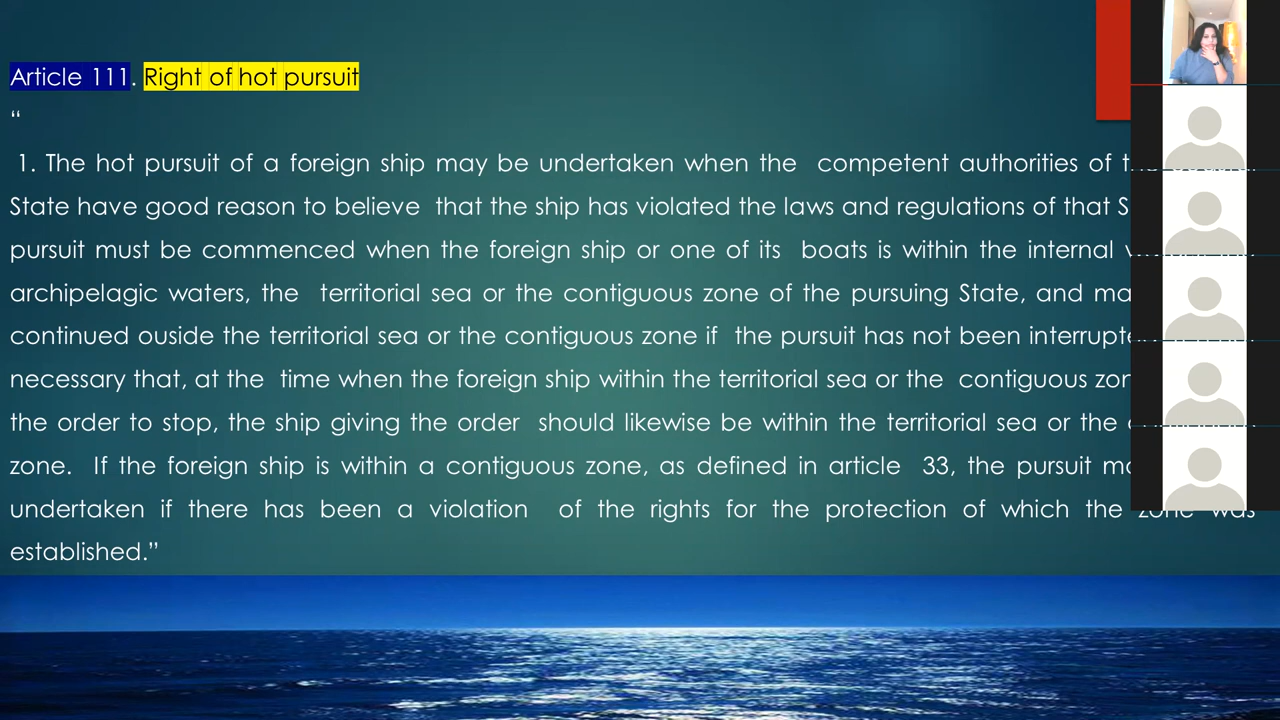 Article 111. Right of hot pursuit
“
1. The hot pursuit of a foreign ship may be undertaken when the competent authorities of
State have good reason to believe that the ship has violated the laws and regulations of that
pursuit must be commenced when the foreign ship or one of its boats is within the internal
archipelagic waters, the territorial sea or the contiguous zone of the pursuing State, and
continued ouside the territorial sea or the contiguous zone if the pursuit has not been
necessary that, at the time when the foreign ship within the territorial sea or the contiguous
the order to stop, the ship giving the order should likewise be within the territorial sea or the
zone. If the foreign ship is within a contiguous zone, as defined in article 33, the pursuit
undertaken if there has been a violation of the rights for the protection of which the zone was
established.”